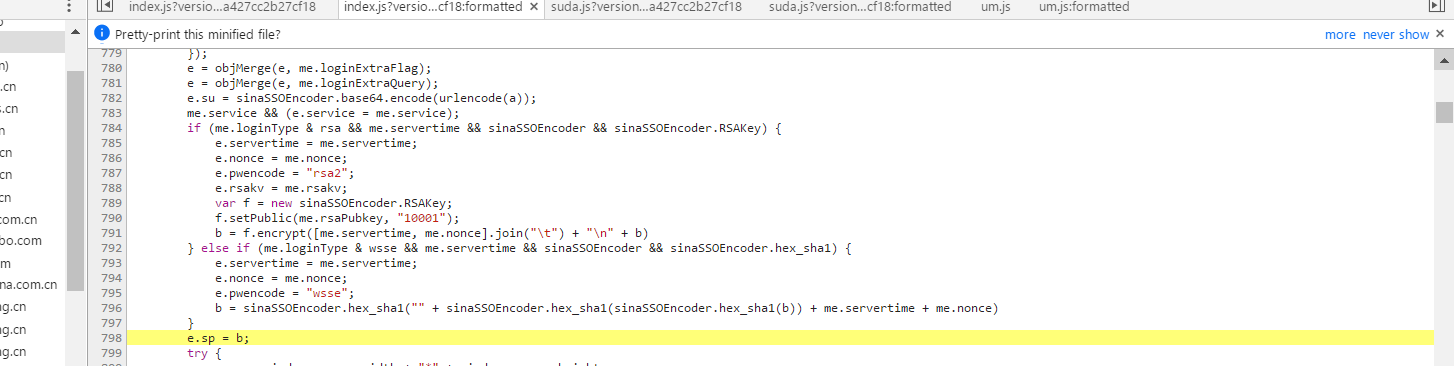 index.js?version...a427cc2b27cf18 index.js?versio...cf18:formatted × suda.js?version...a427cc2b27cf18 suda.js?version...cf18:formatted um.js um.js:formatted
Pretty-print this minified file? more never show ×
779 });
780 e = objMerge(e, me.loginExtraFlag);
n)
781 e = objMerge(e, me.loginExtraQuery);
.cn
782 e.su = sinaSSOEncoder.base64.encode(urlencode(a));
s.cn
783 me.service && (e.service = me.service);
n
784 if (me.loginType & rsa && me.servertime && sinaSSOEncoder && sinaSSOEncoder.RSAKey) {
785 e.servertime = me.servertime;
cn
786 e.nonce = me.nonce;
787 e.pwencode = "rsa2";
cn
788 e.rsakv = me.rsakv;
cn
789 var f = new sinaSSOEncoder.RSAKey;
790 f.setPublic(me.rsaPubkey, "10001");
com.cn
791 b = f.encrypt([me.servertime, me.nonce].join("\t") + "\n" + b)
bo.com
792 } else if (me.loginType & wsse && me.servertime && sinaSSOEncoder && sinaSSOEncoder.hex_sha1) {
793 e.servertime = me.servertime;
m
794 e.nonce = me.nonce;
na.com.cn
795 e.pwencode = "wsse";
796 b = sinaSSOEncoder.hex_sha1("" + sinaSSOEncoder.hex_sha1(sinaSSOEncoder.hex_sha1(b)) + me.servertime + me.nonce)
ng.cn
797 }
ng.cn
798 e.sp = b;
799 try {
ng.cn